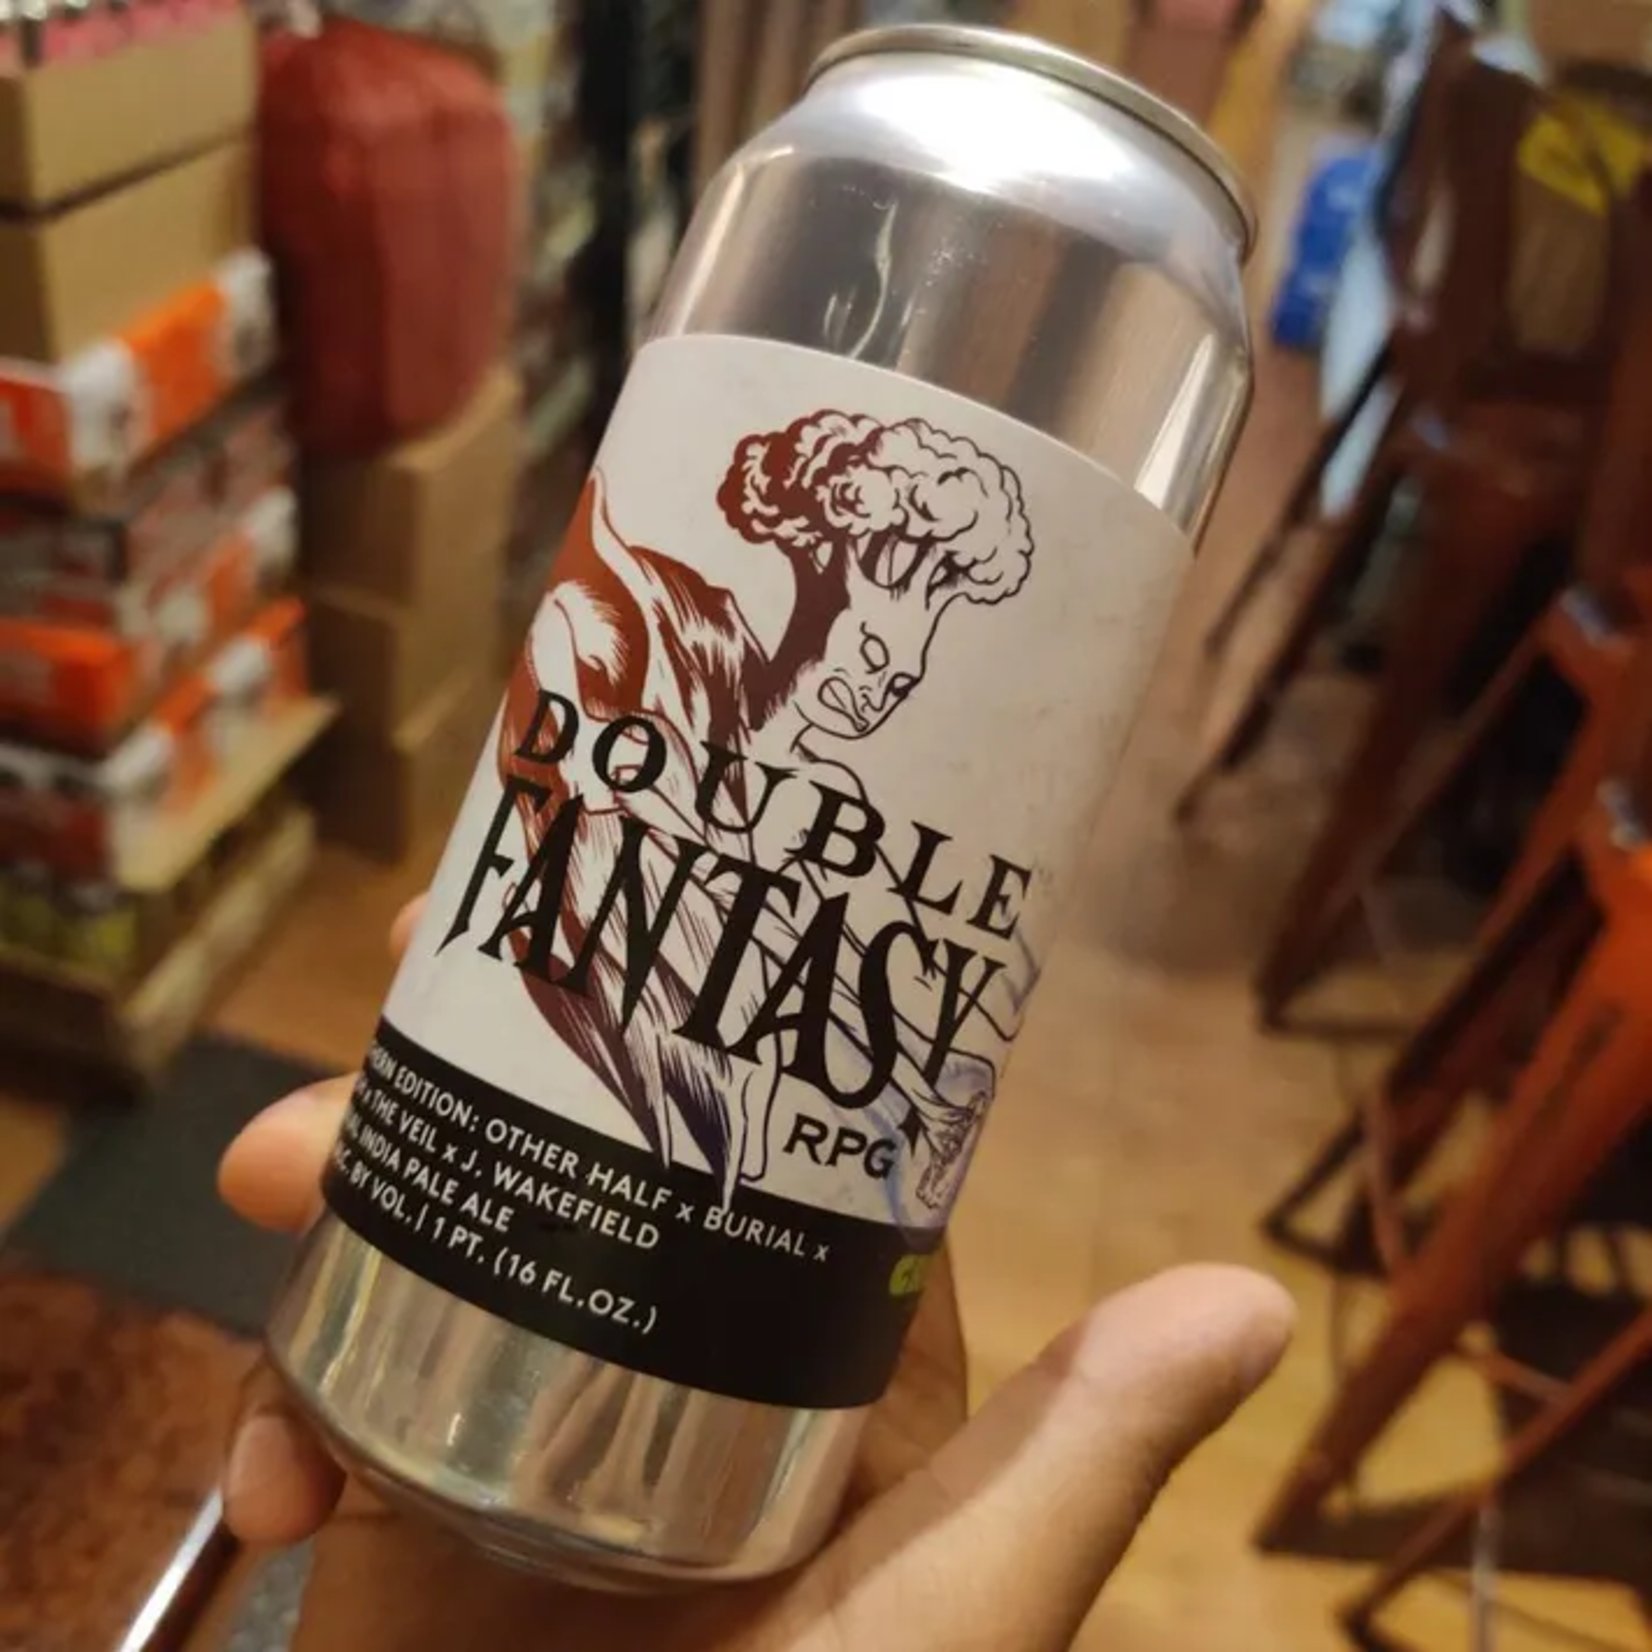 DOUBLE
FANTASY
RPG
EDITION: OTHER HALF x BURIAL x
x THE VEIL x J. WAKEFIELD
INDIA PALE ALE
BY VOL. | 1 PT. (16 FL.OZ.)